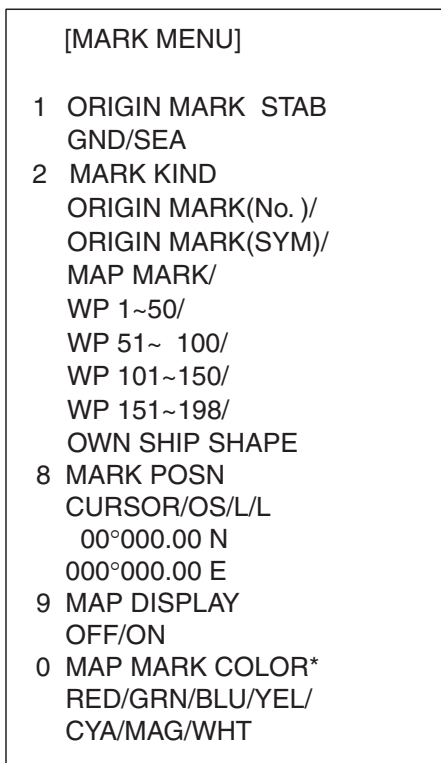 [MARK MENU]
1 ORIGIN MARK STAB
GND/SEA
2 MARK KIND
ORIGIN MARK(No. )/
ORIGIN MARK(SYM)/
MAP MARK/
WP 1~50/
WP 51~ 100/
WP 101~150/
WP 151~198/
OWN SHIP SHAPE
8 MARK POSN
CURSOR/OS/L/L
00°000.00 N
000°000.00 E
9 MAP DISPLAY
OFF/ON
0 MAP MARK COLOR*
RED/GRN/BLU/YEL/
CYA/MAG/WHT